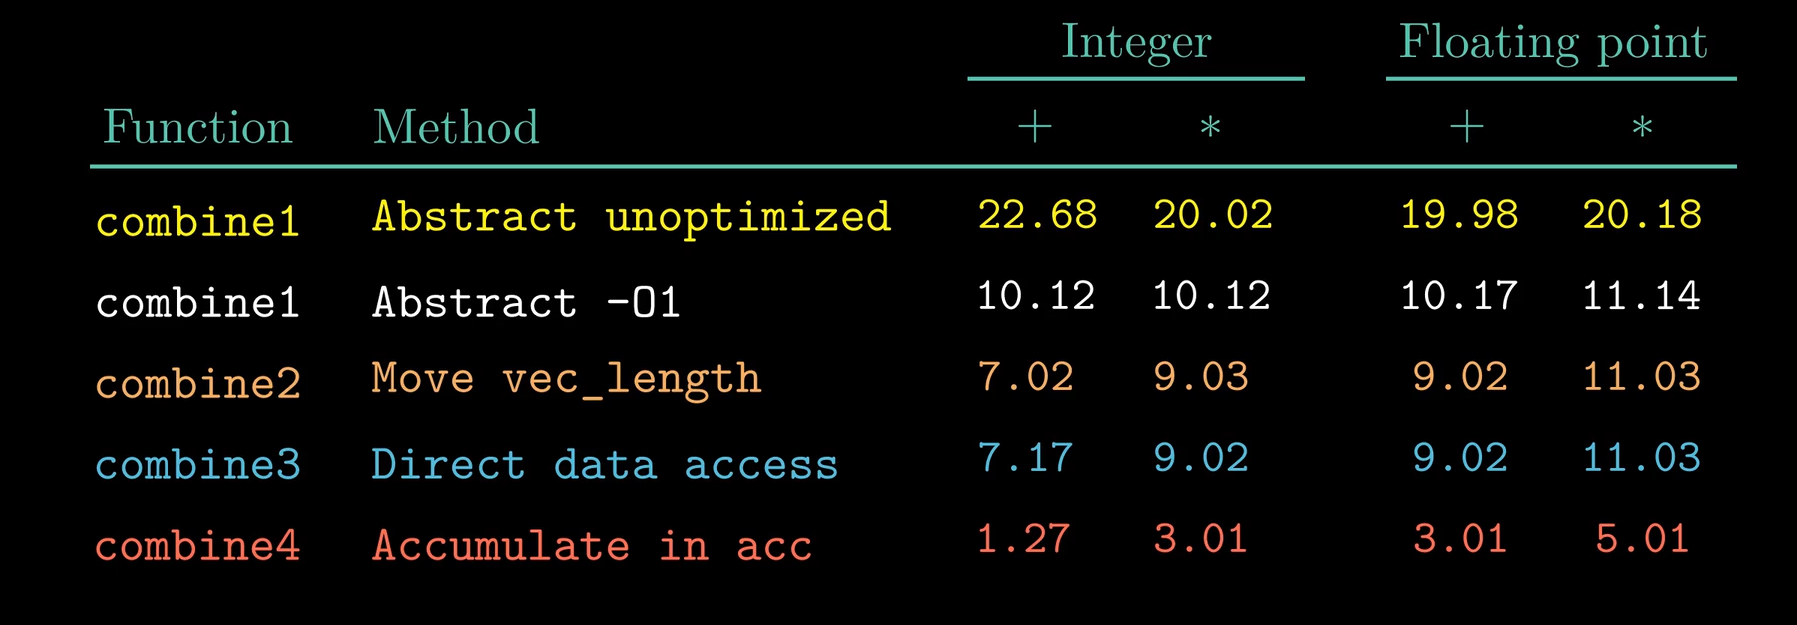 Integer Floating point
Function Method + * + *
combine1 Abstract unoptimized 22.68 20.02 19.98 20.18
combine1 Abstract -O1 10.12 10.12 10.17 11.14
combine2 Move vec_length 7.02 9.03 9.02 11.03
combine3 Direct data access 7.17 9.02 9.02 11.03
combine4 Accumulate in acc 1.27 3.01 3.01 5.01